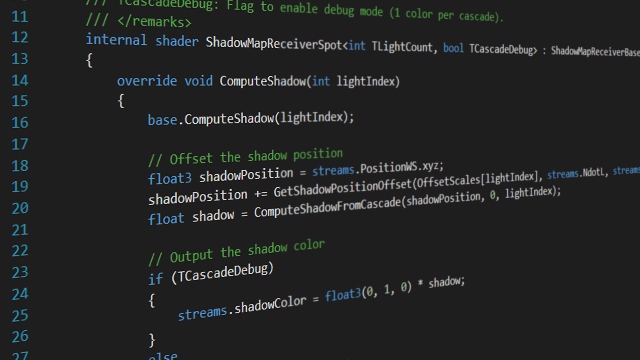 /// TCascadeDebug: Flag to enable debug mode (1 color per cascade).
11 /// </remarks>
12 internal shader ShadowMapReceiverSpot<int TLightCount, bool TCascadeDebug> : ShadowMapReceiverBase
13 {
14 override void ComputeShadow(int lightIndex)
15 {
16 base.ComputeShadow(lightIndex);
17
18 // Offset the shadow position
19 float3 shadowPosition = streams.PositionWS.xyz;
20 shadowPosition += GetShadowPositionOffset(OffsetScales[lightIndex], streams.NdotL, streams
21 float shadow = ComputeShadowFromCascade(shadowPosition, 0, lightIndex);
22
23 // Output the shadow color
24 if (TCascadeDebug)
25 {
26 streams.shadowColor = float3(0, 1, 0) * shadow;
27 }
else